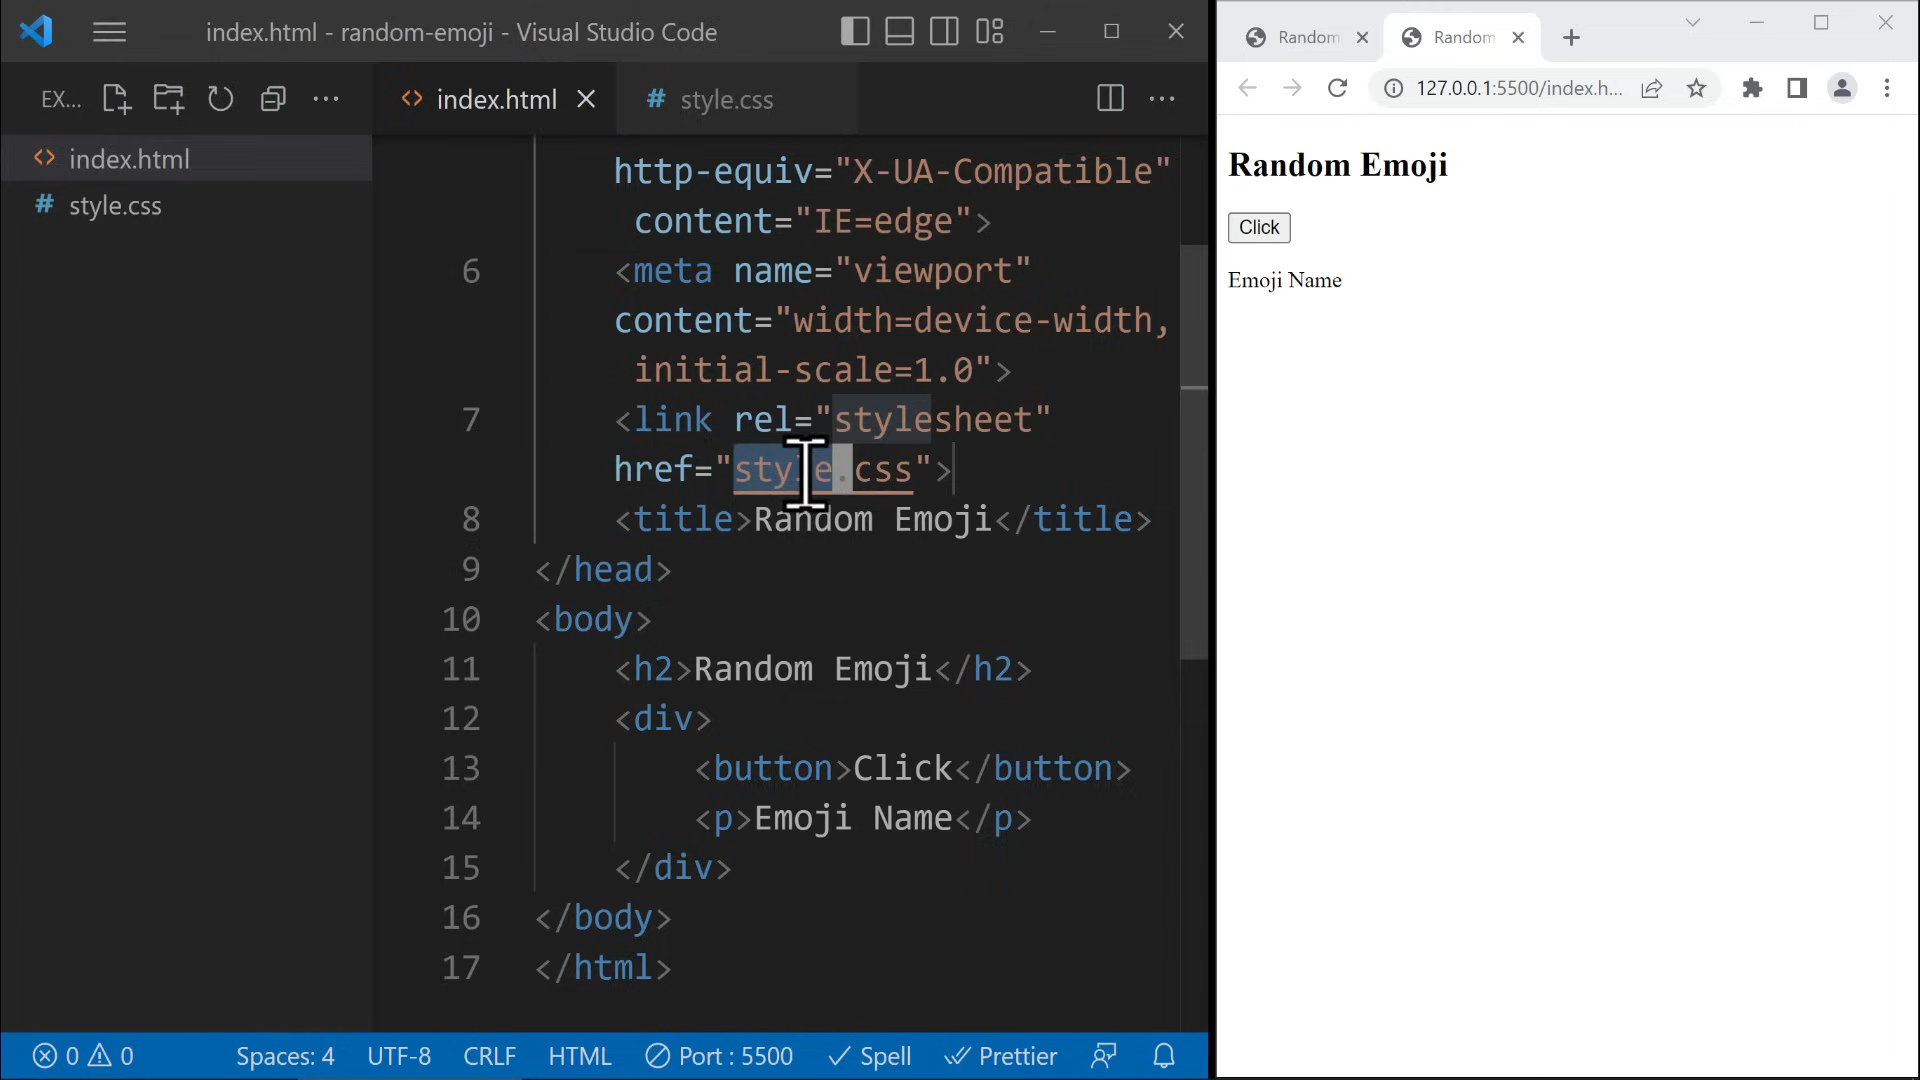 index.html - random-emoji - Visual Studio Code
EX...
index.html
style.css
index.html
style.css
http-equiv="X-UA-Compatible"
content="IE=edge">
6 <meta name="viewport"
content="width=device-width,
initial-scale=1.0">
7 <link rel="stylesheet"
href="style.css">
8 <title>Random Emoji</title>
9 </head>
10 <body>
11 <h2>Random Emoji</h2>
12 <div>
13 <button>Click</button>
14 <p>Emoji Name</p>
15 </div>
16 </body>
17 </html>
0 0 Spaces: 4 UTF-8 CRLF HTML Port : 5500 Spell Prettier
Random
Random
127.0.0.1:5500/index.h...
Random Emoji
Click
Emoji Name